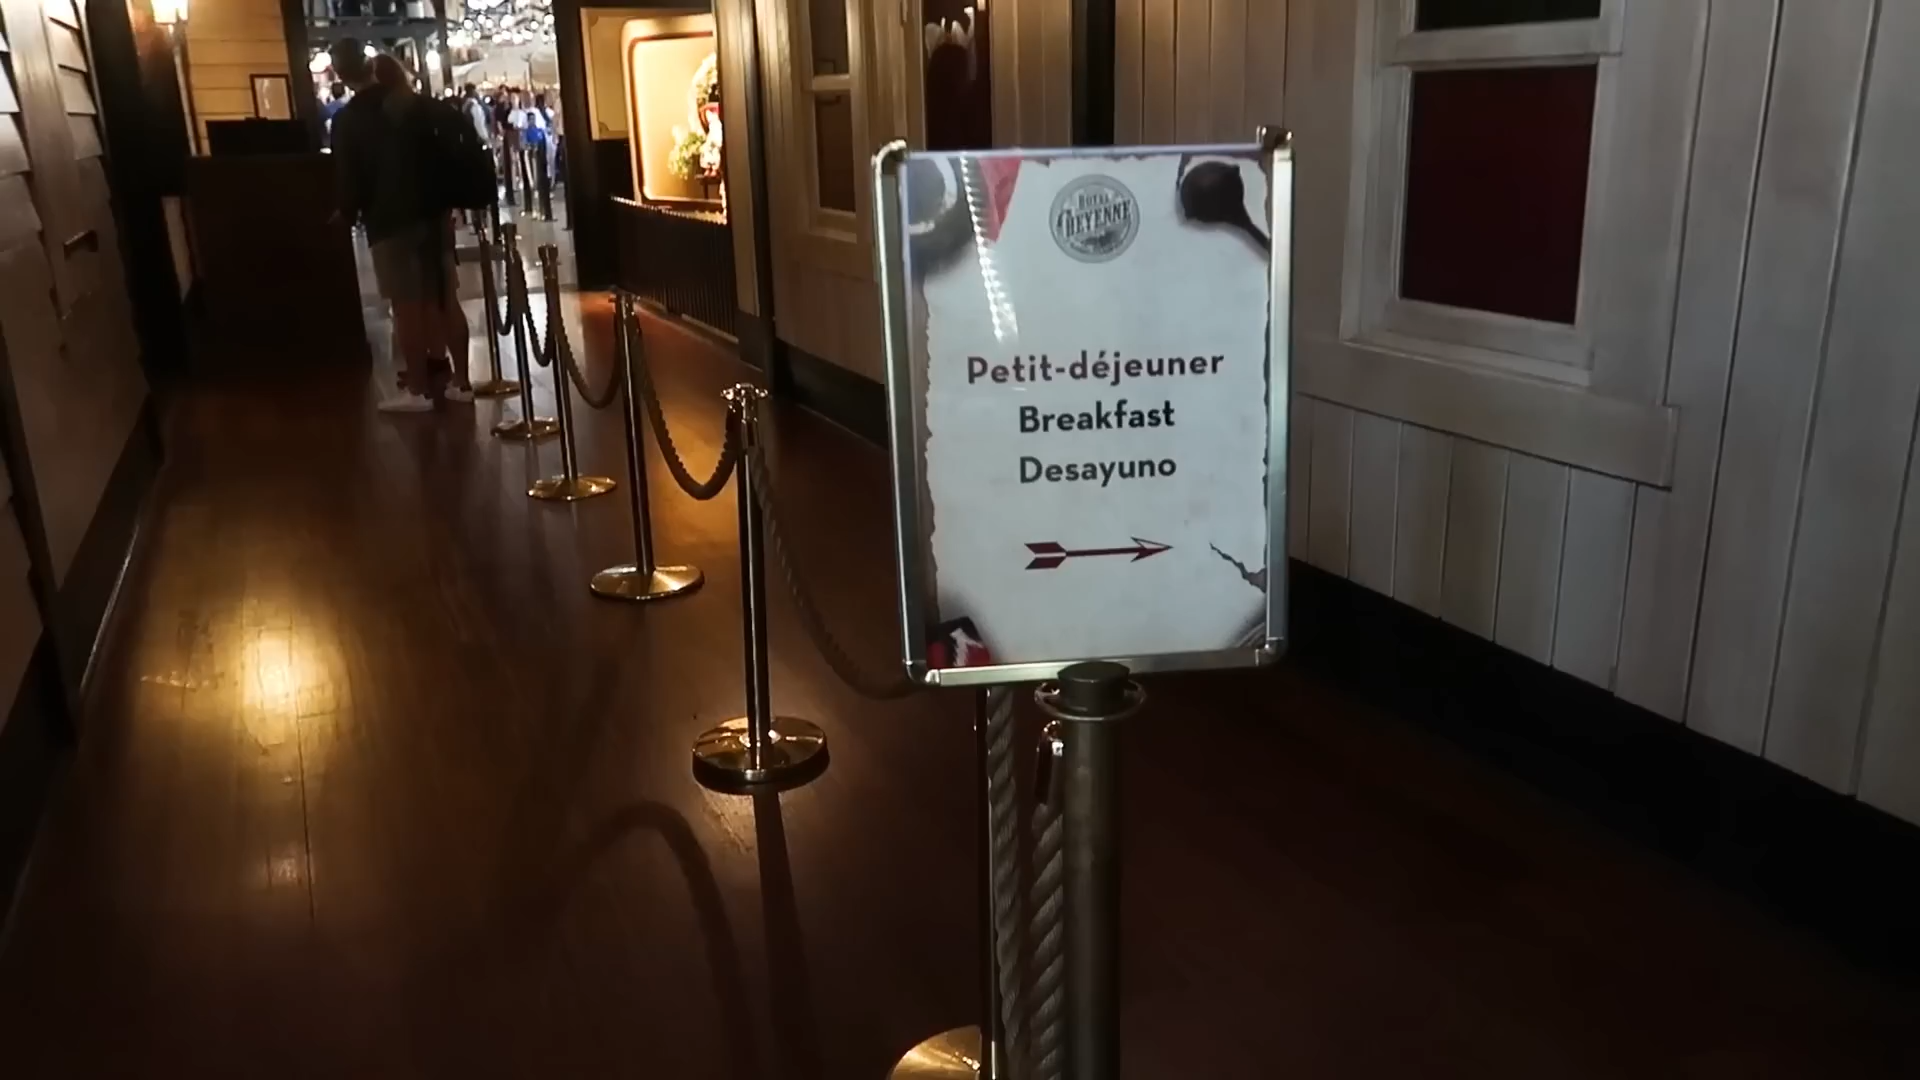 HOTEL
CHEYENNE
Petit-déjeuner
Breakfast
Desayuno